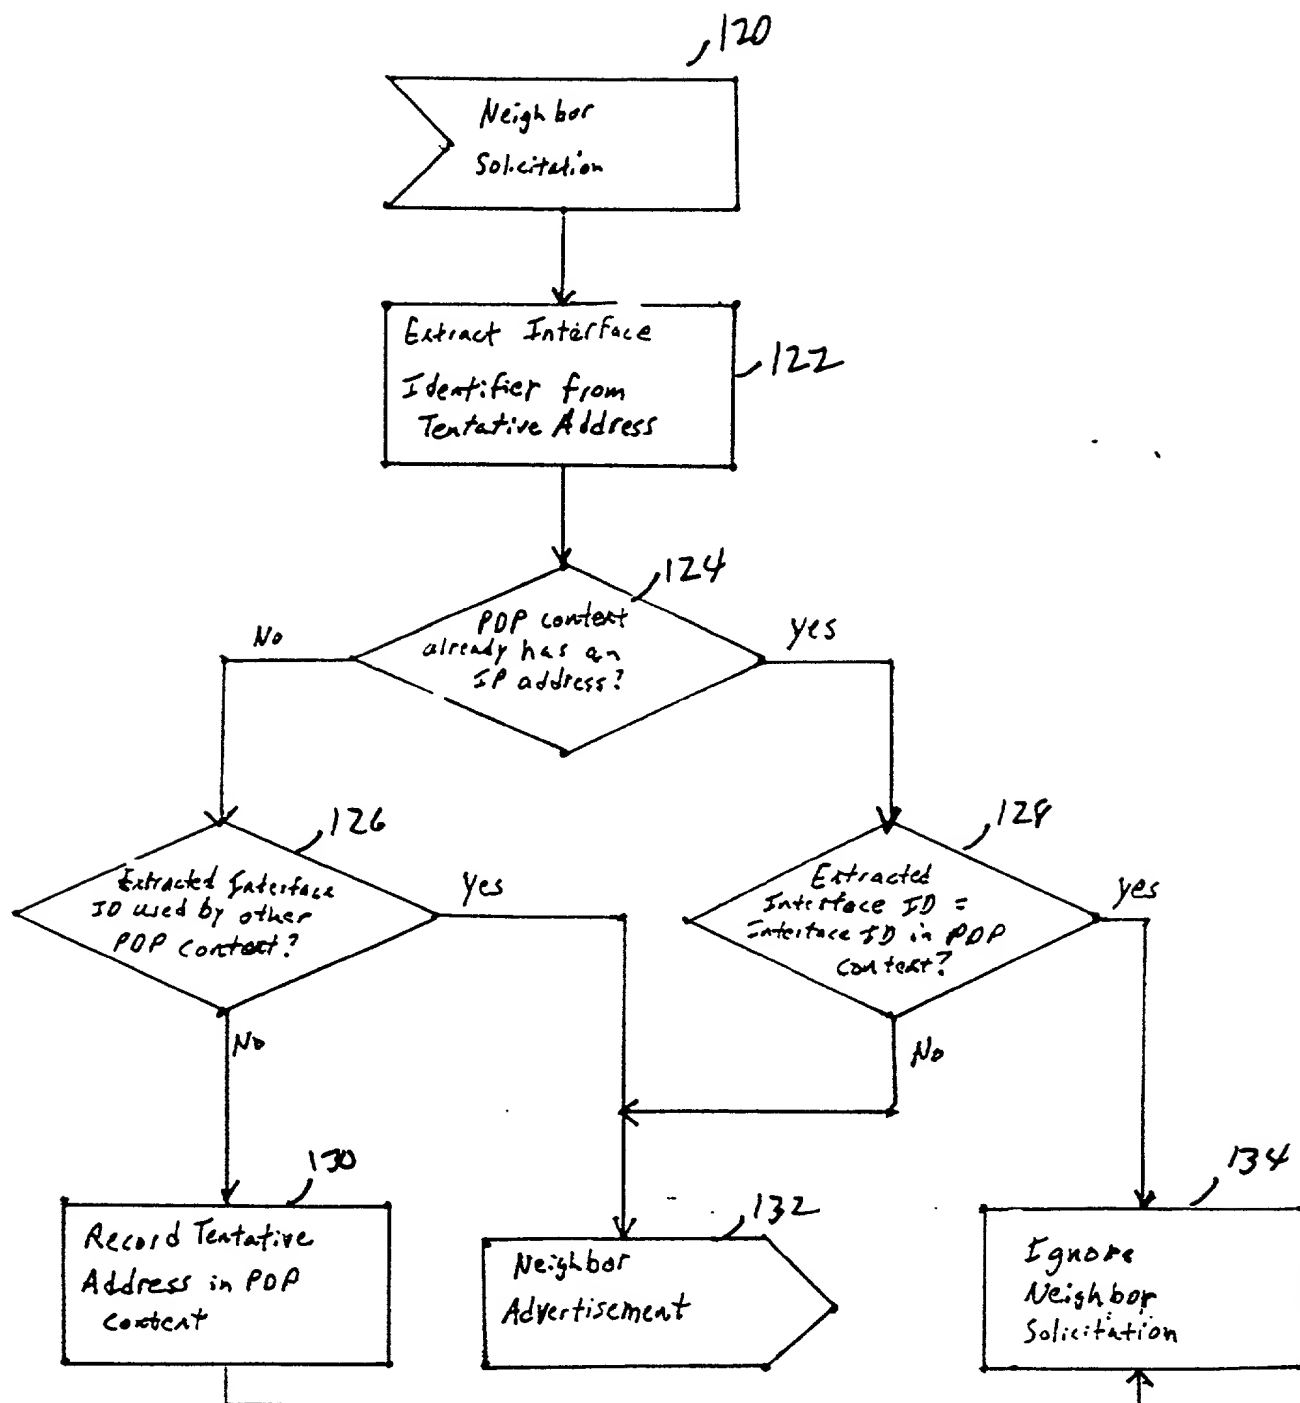 120
Neighbor
Solicitation
Extract Interface
Identifier from
Tentative Address
122
124
PDP context
already has an
IP address?
No
Yes
126
Extracted Interface
ID used by other
PDP context?
Yes
No
128
Extracted
Interface ID =
Interface ID in PDP
context?
Yes
No
130
Record Tentative
Address in PDP
context
132
Neighbor
Advertisement
134
Ignore
Neighbor
Solicitation